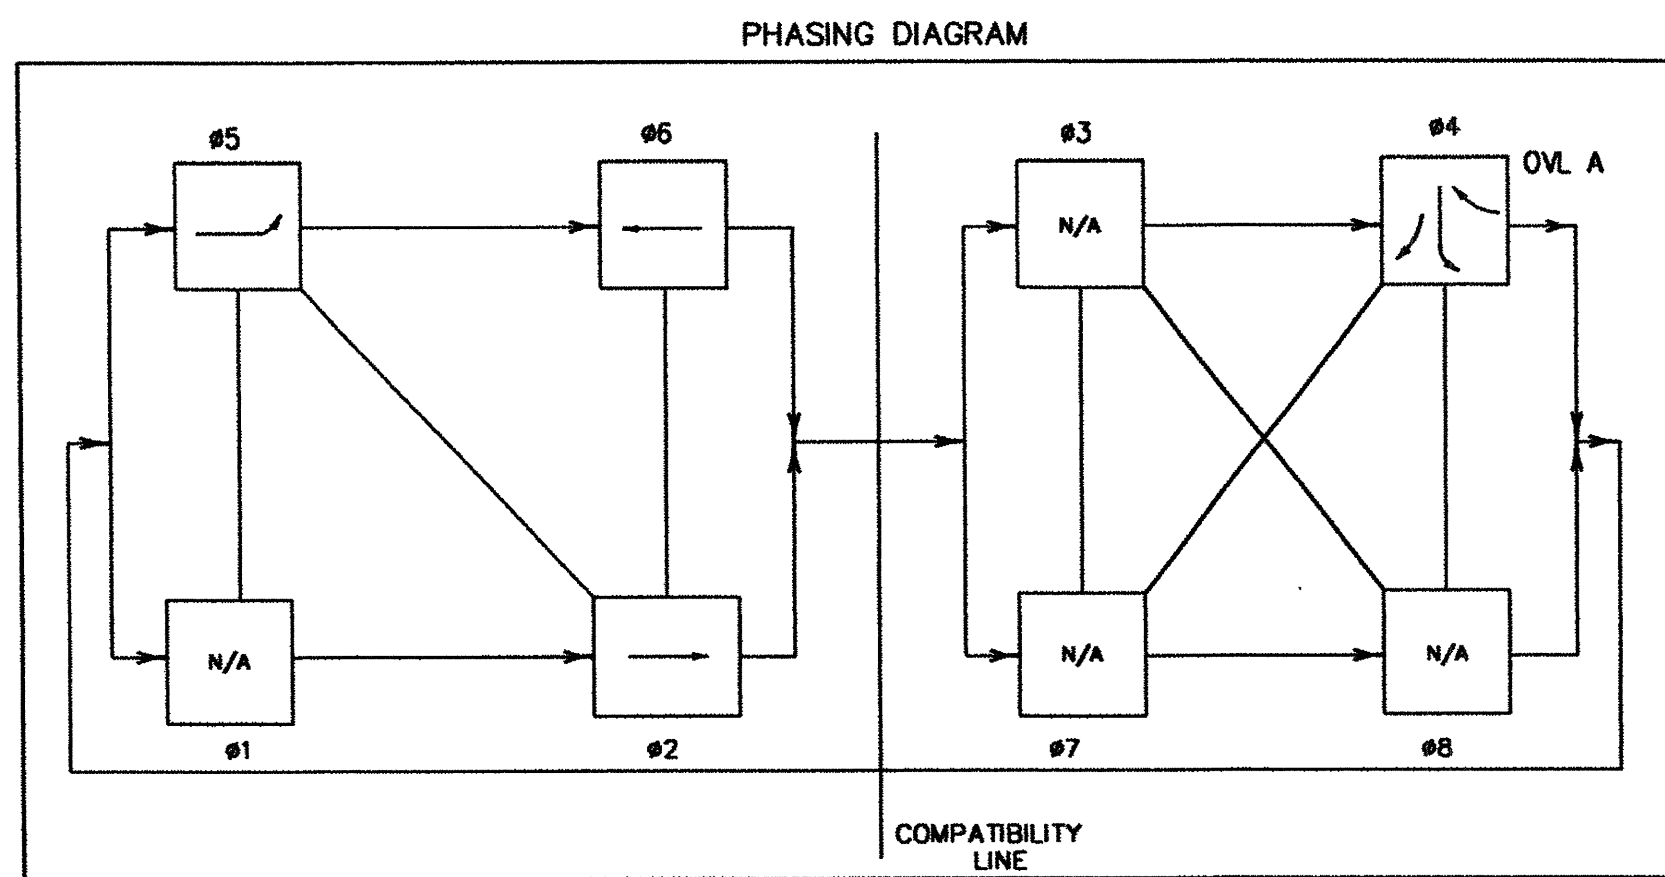 PHASING DIAGRAM
ø5
ø6
ø3
ø4
OVL A
N/A
N/A
N/A
N/A
ø1
ø2
ø7
ø8
COMPATIBILITY
LINE